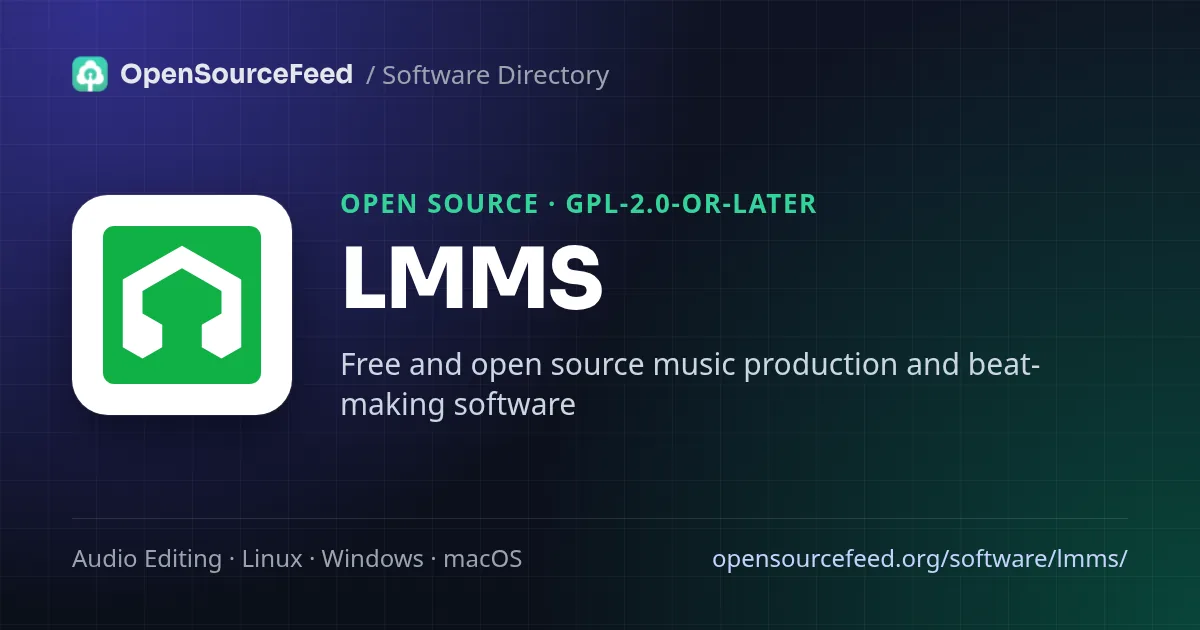 OpenSourceFeed / Software Directory
OPEN SOURCE · GPL-2.0-OR-LATER
LMMS
Free and open source music production and beat-
making software
Audio Editing · Linux · Windows · macOS
opensourcefeed.org/software/lmms/